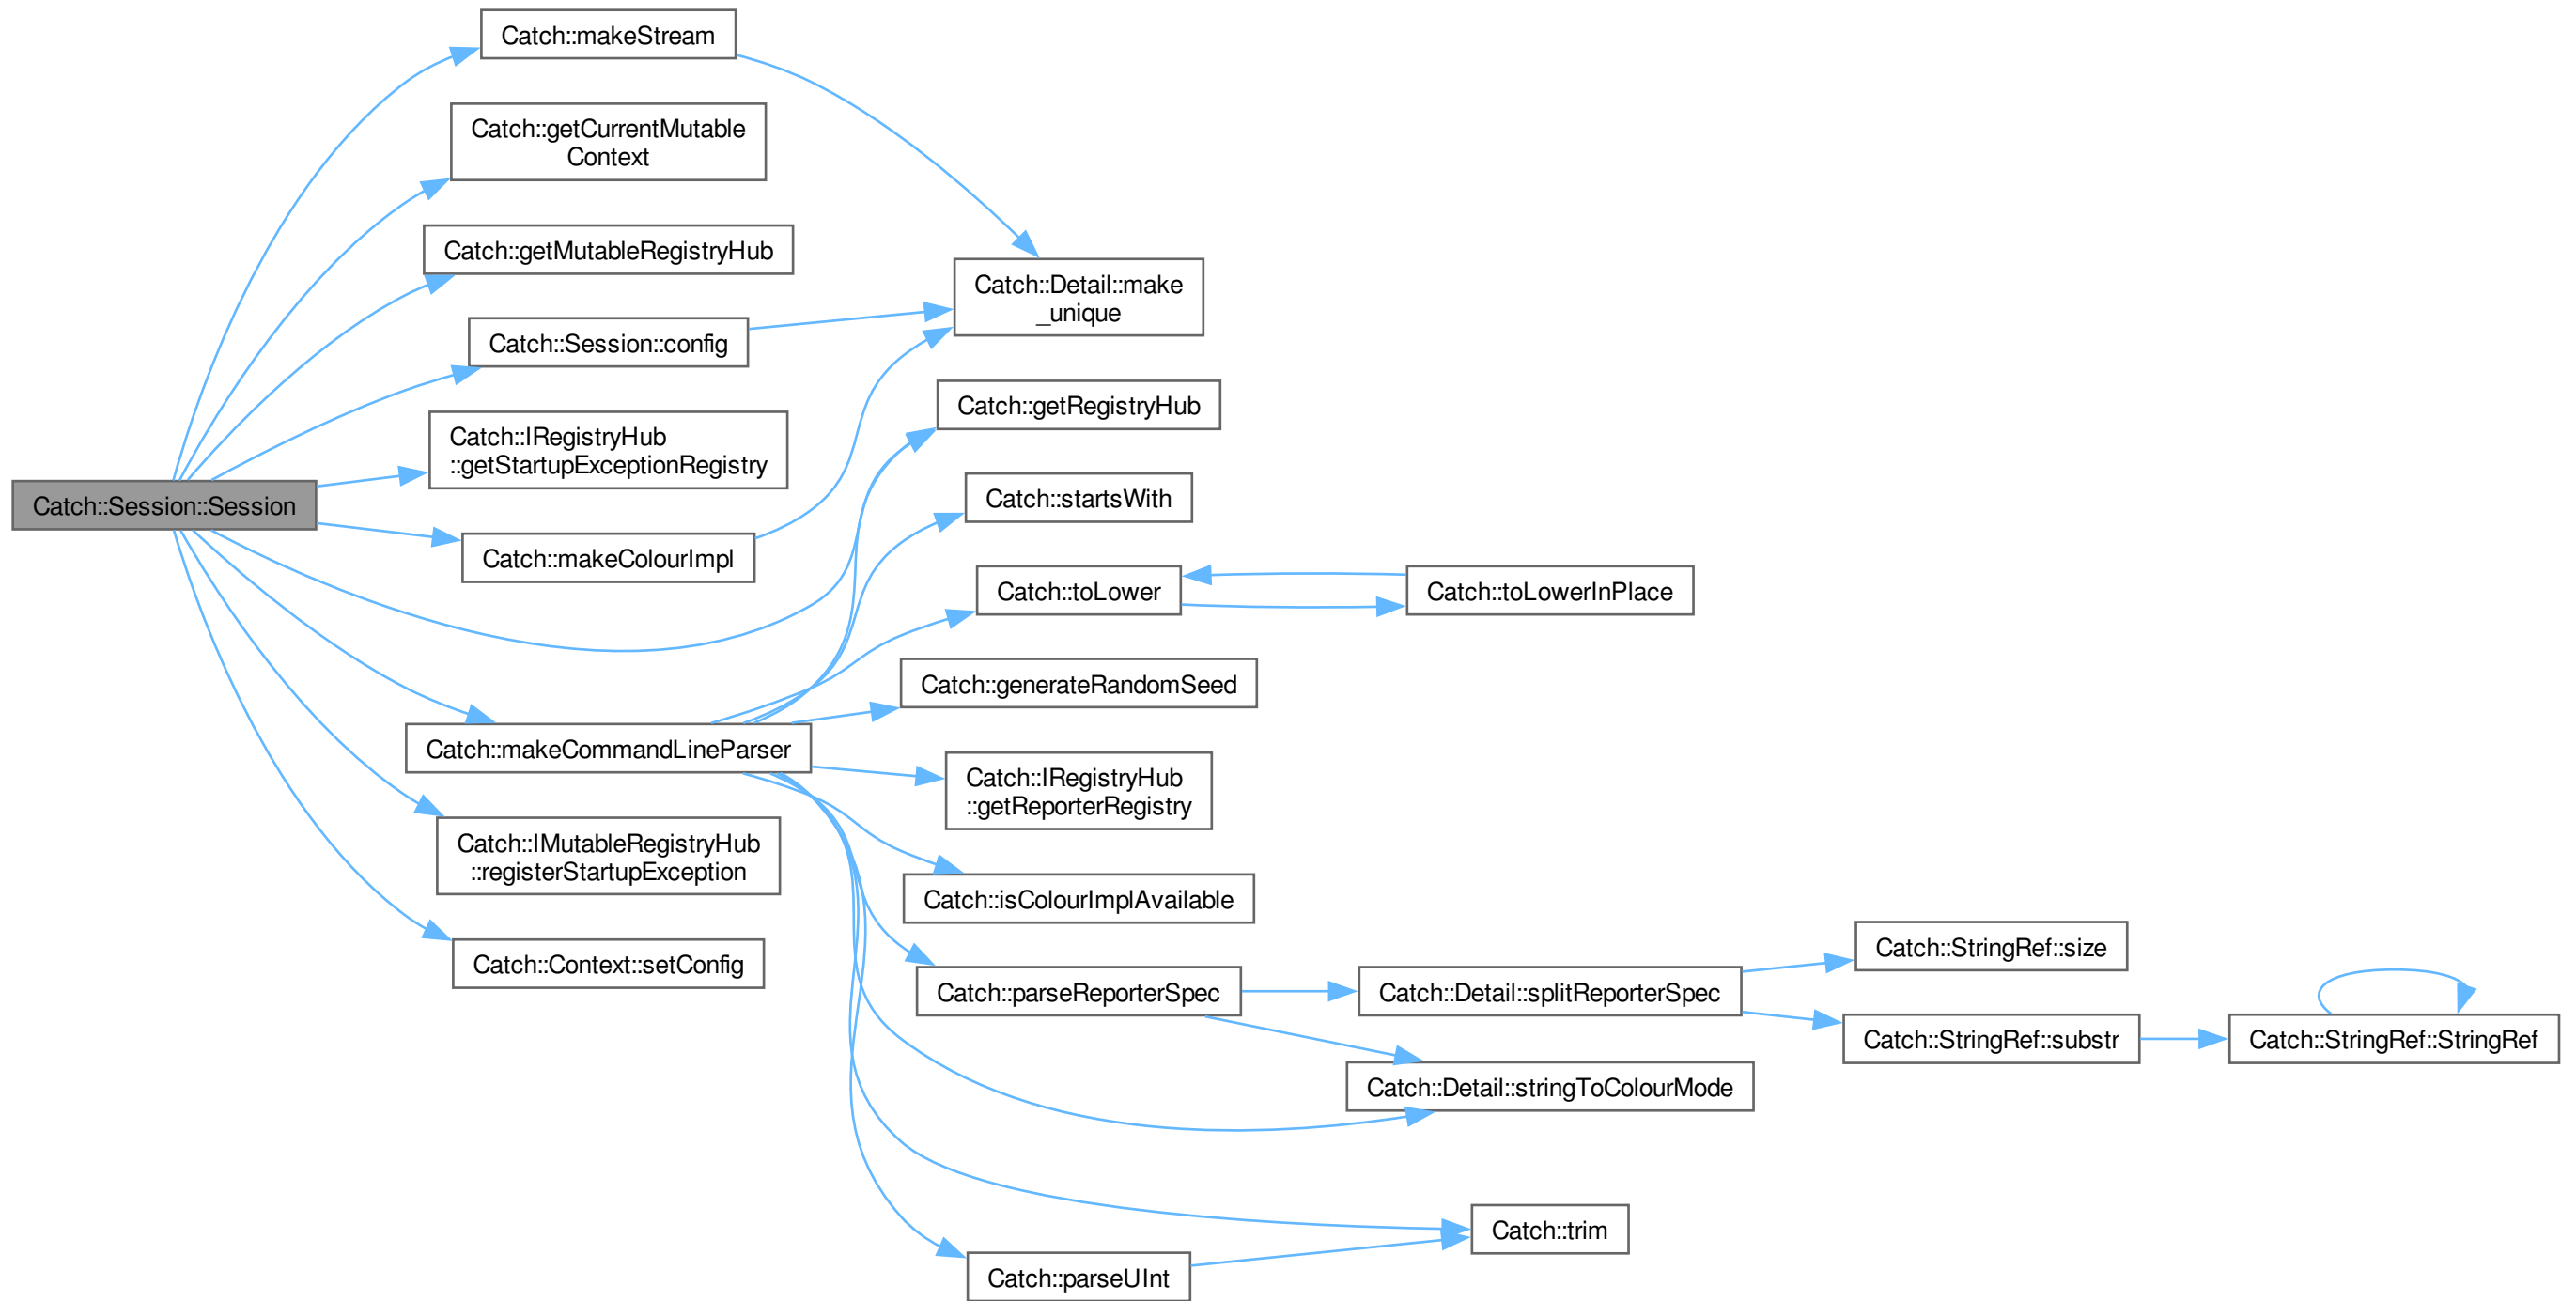 Catch::makeStream
Catch::getCurrentMutable
Context
Catch::getMutableRegistryHub
Catch::Session::config
Catch::IRegistryHub
::getStartupExceptionRegistry
Catch::Session::Session
Catch::makeColourImpl
Catch::makeCommandLineParser
Catch::IMutableRegistryHub
::registerStartupException
Catch::Context::setConfig
Catch::Detail::make
_unique
Catch::getRegistryHub
Catch::startsWith
Catch::toLower
Catch::toLowerInPlace
Catch::generateRandomSeed
Catch::IRegistryHub
::getReporterRegistry
Catch::isColourImplAvailable
Catch::parseReporterSpec
Catch::Detail::splitReporterSpec
Catch::StringRef::size
Catch::StringRef::substr
Catch::StringRef::StringRef
Catch::Detail::stringToColourMode
Catch::trim
Catch::parseUInt